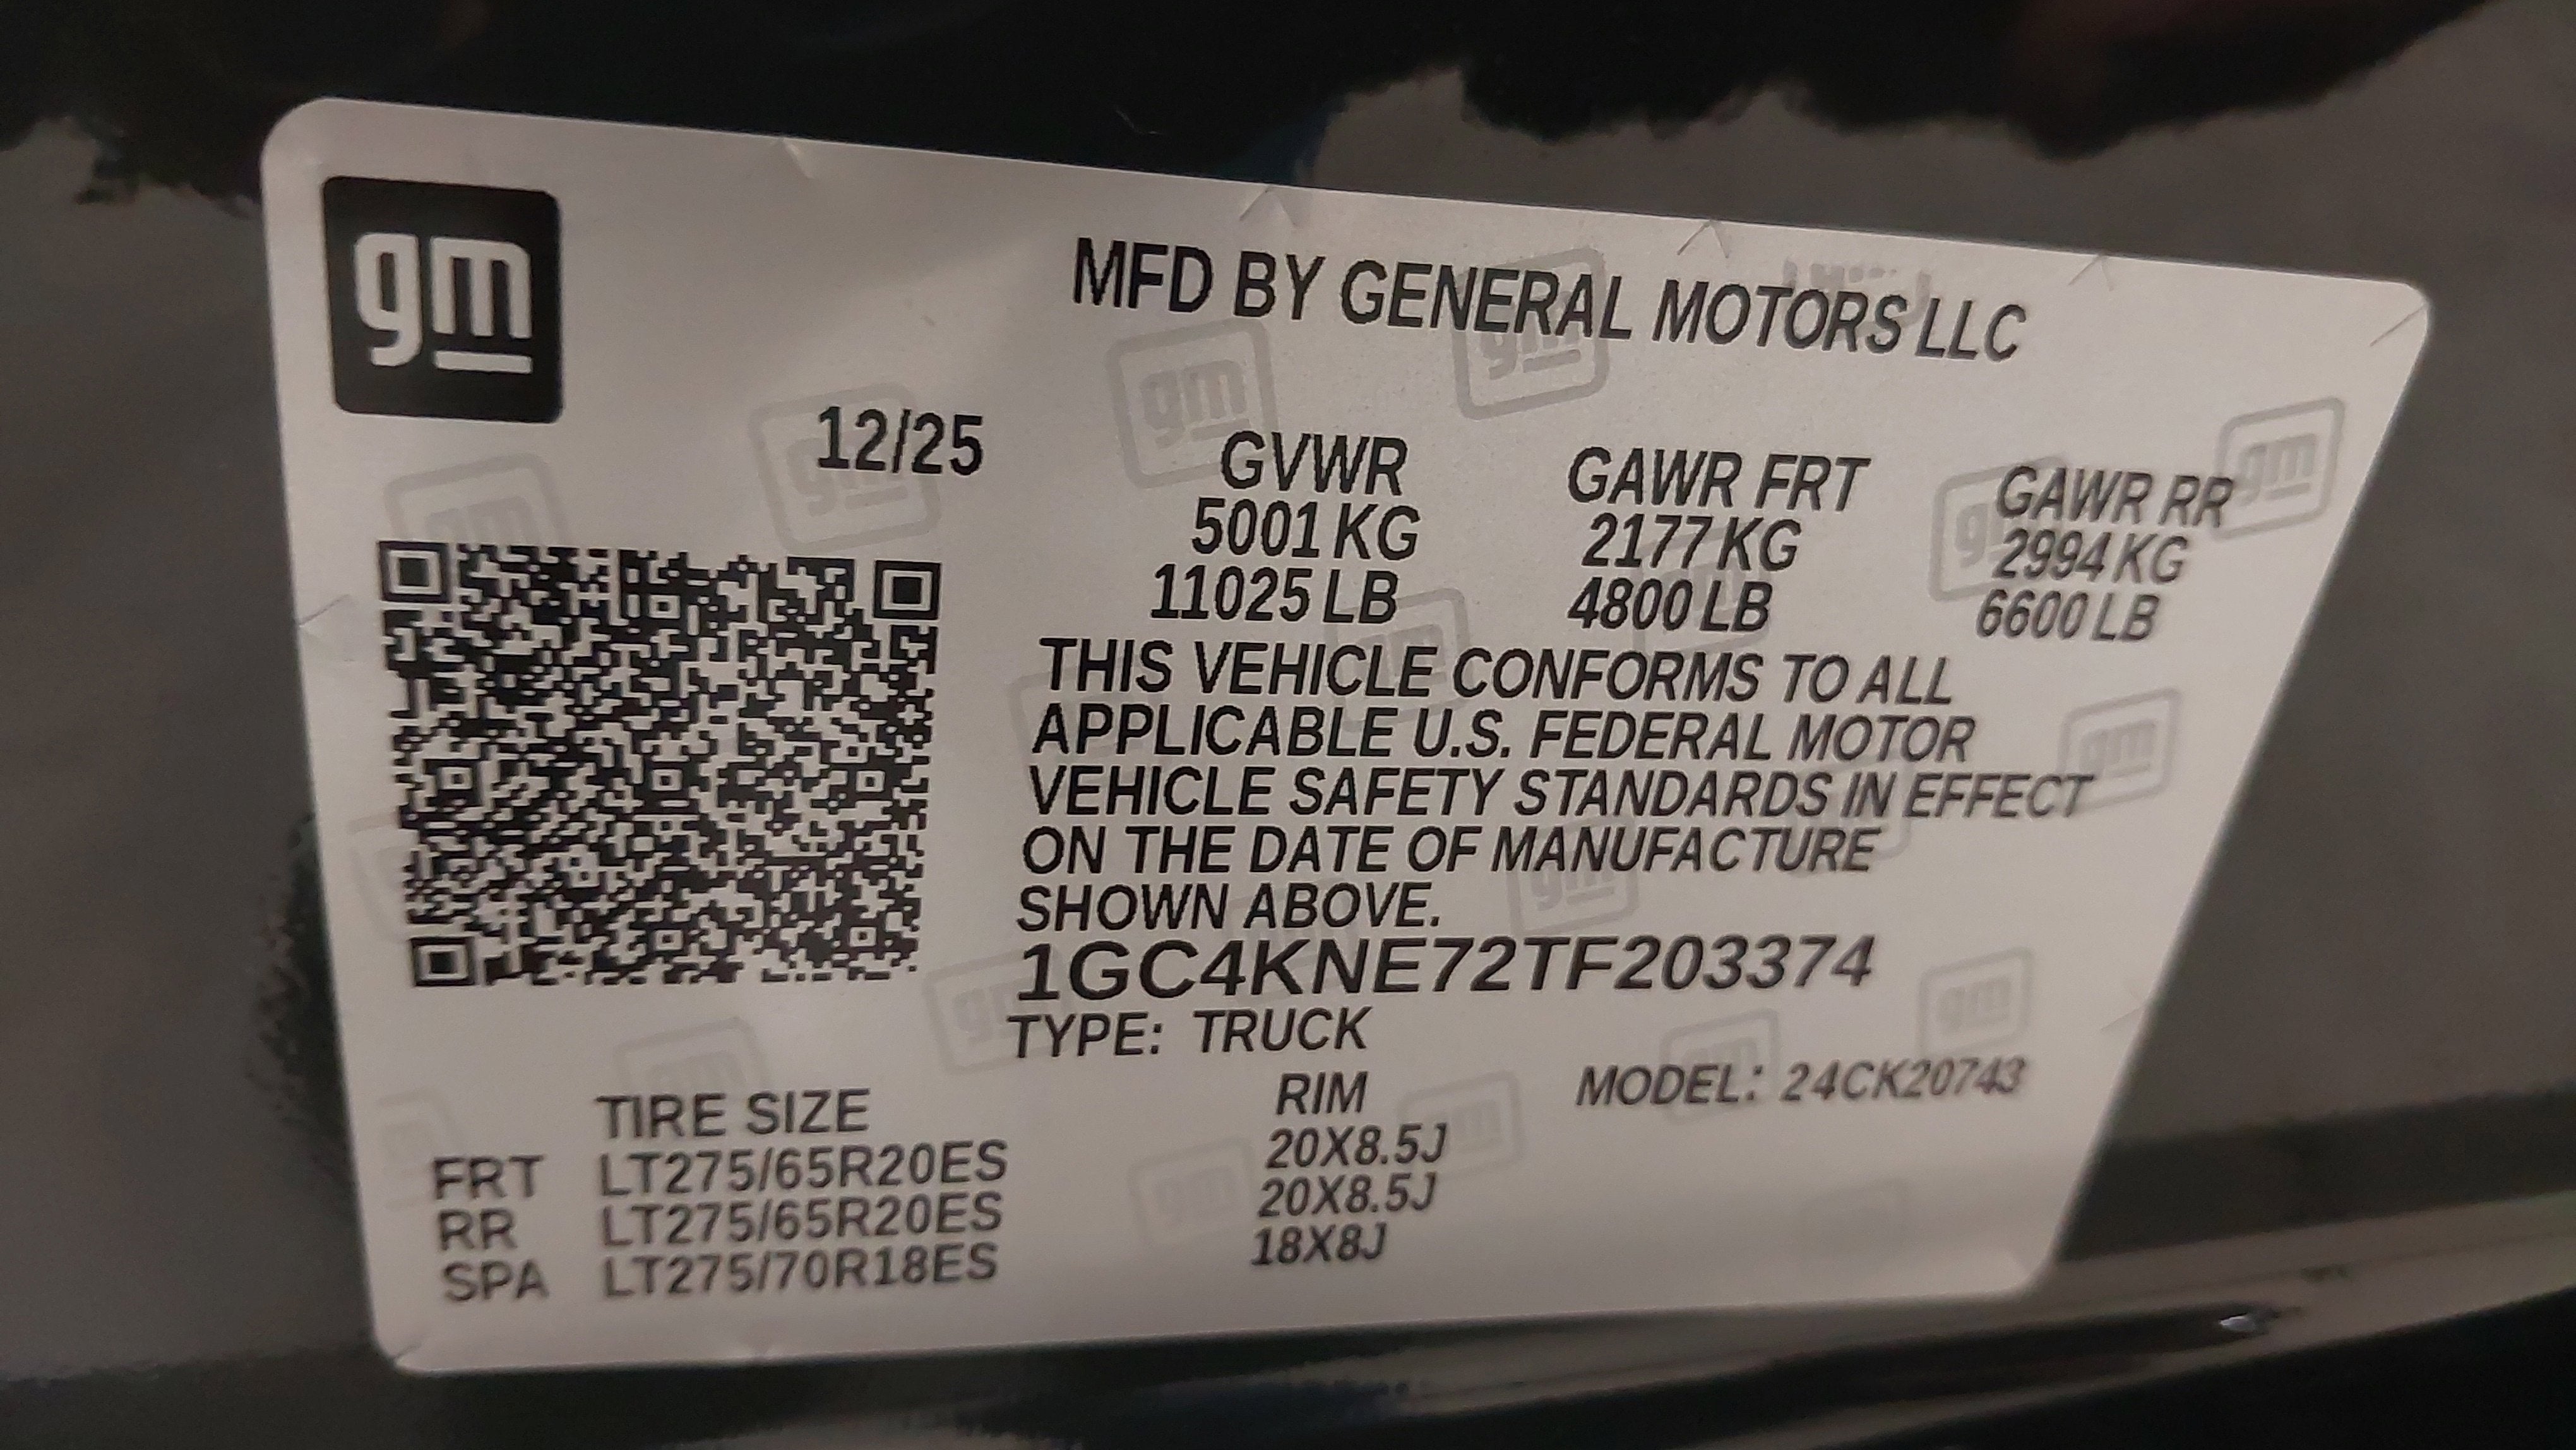 gm
MFD BY GENERAL MOTORS LLC
12/25
GVWR GAWR FRT GAWR RR
5001 KG 2177 KG 2994 KG
11025 LB 4800 LB 6600 LB
THIS VEHICLE CONFORMS TO ALL
APPLICABLE U.S. FEDERAL MOTOR
VEHICLE SAFETY STANDARDS IN EFFECT
ON THE DATE OF MANUFACTURE
SHOWN ABOVE.
1GC4KNE72TF203374
TYPE: TRUCK
MODEL: 24CK20743
TIRE SIZE RIM
FRT LT275/65R20ES 20X8.5J
RR LT275/65R20ES 20X8.5J
SPA LT275/70R18ES 18X8J